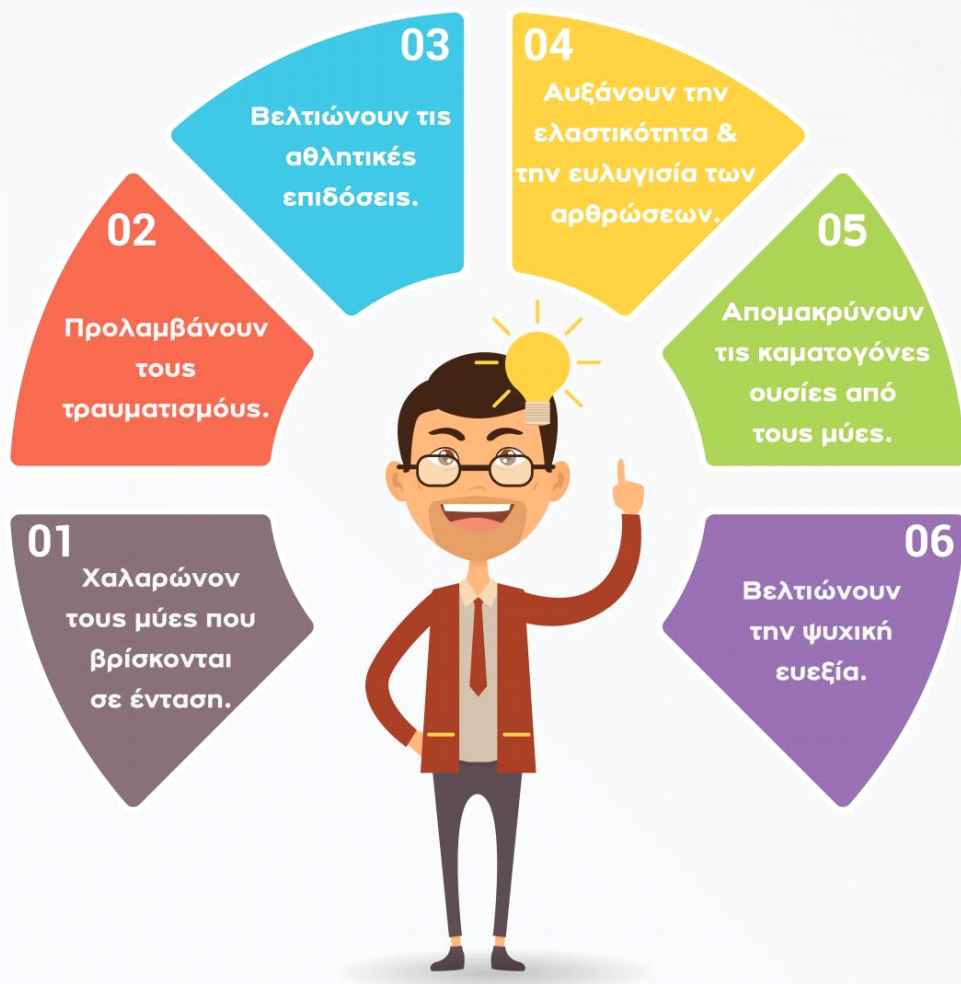 01
Χαλαρώνον
τους μύες που
βρίσκονται
σε ένταση.
02
Προλαμβάνουν
τους
τραυματισμόυς.
03
Βελτιώνουν τις
αθλητικές
επιδόσεις.
04
Αυξάνουν την
ελαστικότητα &
την ευλυγισία των
αρθρώσεων.
05
Απομακρύνουν
τις καματογόνες
ουσίες από
τους μύες.
06
Βελτιώνουν
την ψυχική
ευεξία.